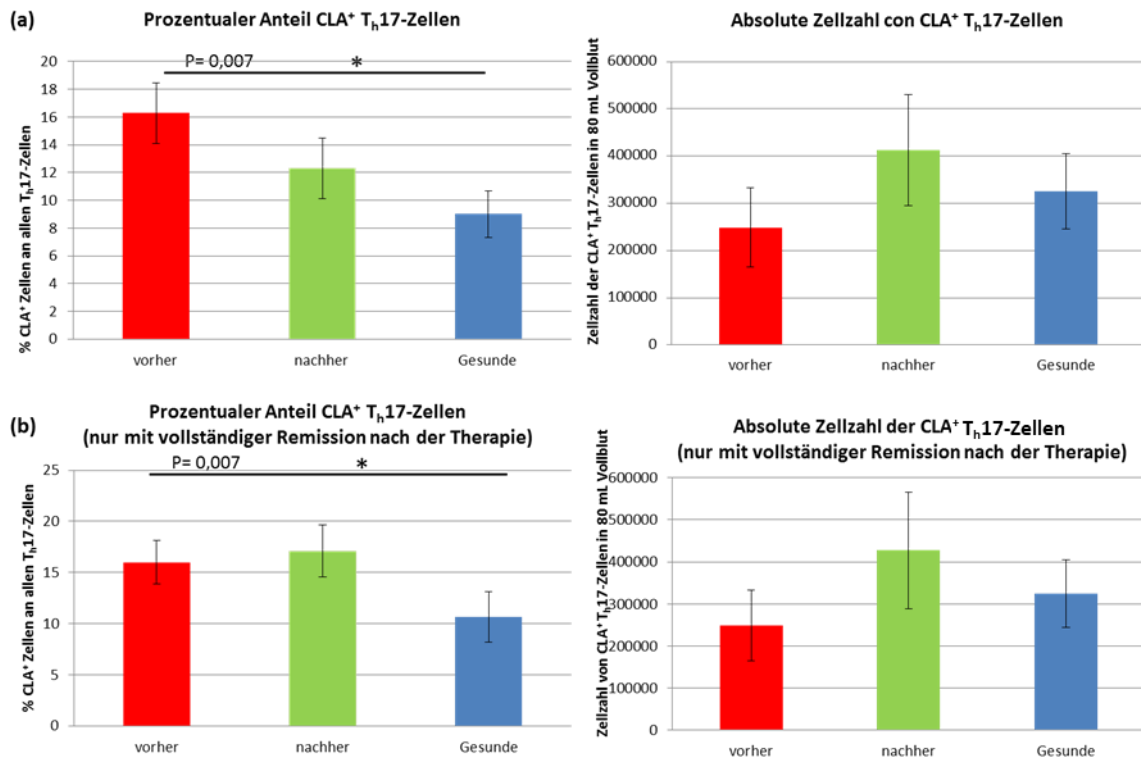 (a)
Prozentualer Anteil CLA⁺ Tₕ17-Zellen
P= 0,007 *
% CLA⁺ Zellen an allen Tₕ17-Zellen
20
18
16
14
12
10
8
6
4
2
0
vorher nachher Gesunde
Absolute Zellzahl con CLA⁺ Tₕ17-Zellen
Zellzahl der CLA⁺ Tₕ17-Zellen in 80 mL Vollblut
600000
500000
400000
300000
200000
100000
0
vorher nachher Gesunde
(b)
Prozentualer Anteil CLA⁺ Tₕ17-Zellen
(nur mit vollständiger Remission nach der Therapie)
P= 0,007 *
% CLA⁺ Zellen an allen Tₕ17-Zellen
25
20
15
10
5
0
vorher nachher Gesunde
Absolute Zellzahl der CLA⁺ Tₕ17-Zellen
(nur mit vollständiger Remission nach der Therapie)
Zellzahl von CLA⁺ Tₕ17-Zellen in 80 mL Vollblut
600000
500000
400000
300000
200000
100000
0
vorher nachher Gesunde